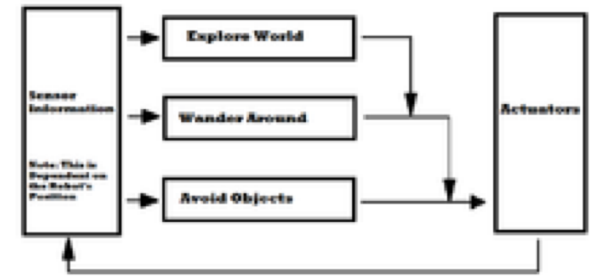 Explore World
Sensor
Information
Wander Around
Actuators
Note: This is
Dependent on
the Robot's
Position
Avoid Objects